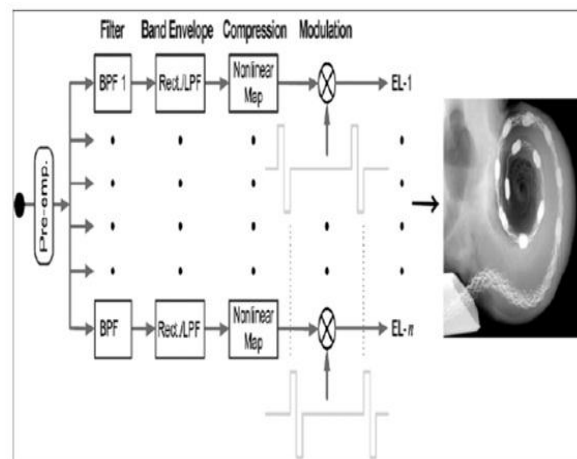 Filter Band Envelope Compression Modulation
BPF 1 Rect./LPF Nonlinear Map EL-1
Pre-emp.
BPF Rect./LPF Nonlinear Map EL-n